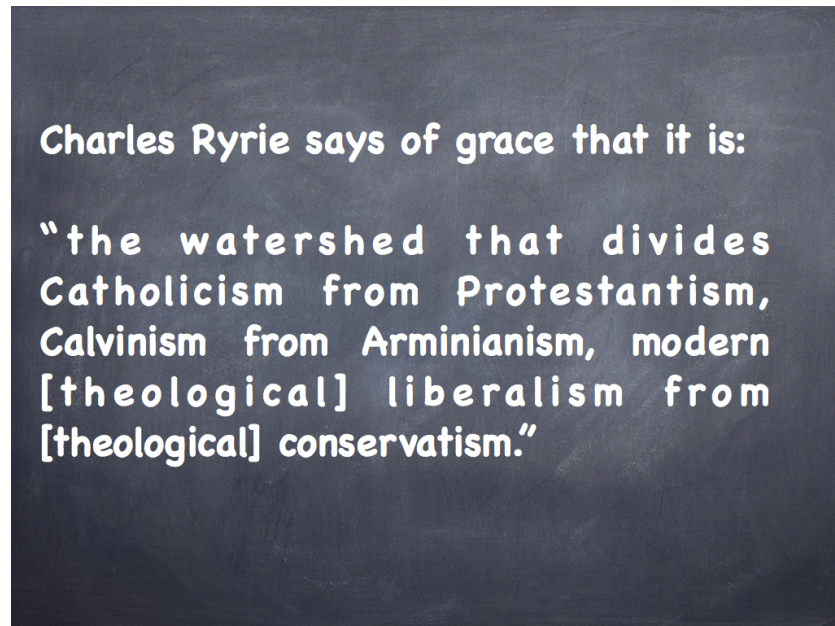 Charles Ryrie says of grace that it is:
“the watershed that divides
Catholicism from Protestantism,
Calvinism from Arminianism, modern
[theological] liberalism from
[theological] conservatism.”